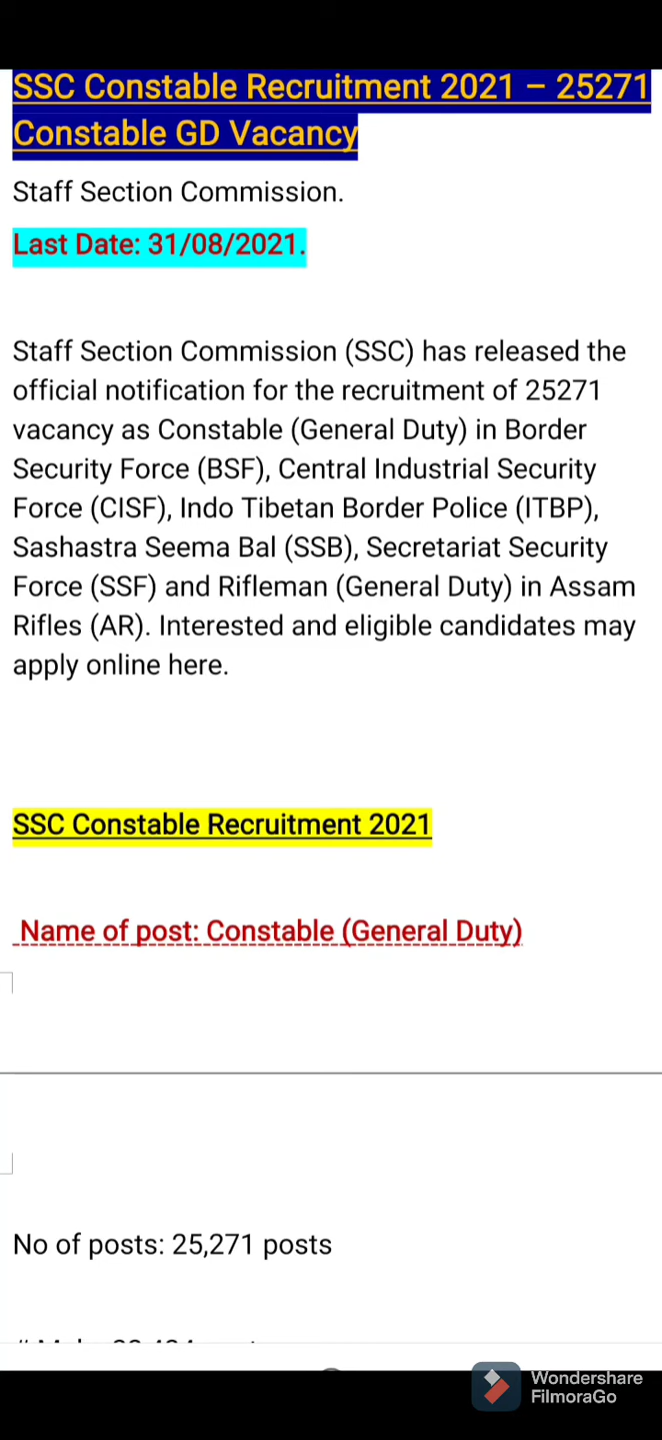 SSC Constable Recruitment 2021 – 25271
Constable GD Vacancy
Staff Section Commission.
Last Date: 31/08/2021.
Staff Section Commission (SSC) has released the
official notification for the recruitment of 25271
vacancy as Constable (General Duty) in Border
Security Force (BSF), Central Industrial Security
Force (CISF), Indo Tibetan Border Police (ITBP),
Sashastra Seema Bal (SSB), Secretariat Security
Force (SSF) and Rifleman (General Duty) in Assam
Rifles (AR). Interested and eligible candidates may
apply online here.
SSC Constable Recruitment 2021
Name of post: Constable (General Duty)
No of posts: 25,271 posts
Wondershare
FilmoraGo